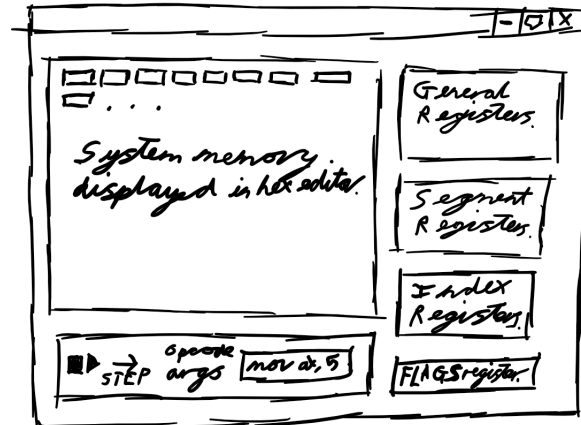 System memory.
displayed in hex editor.
General
Registers.
Segment
Registers.
Index
Registers.
STEP
opcode
args
mov ax, 5
FLAGS register.